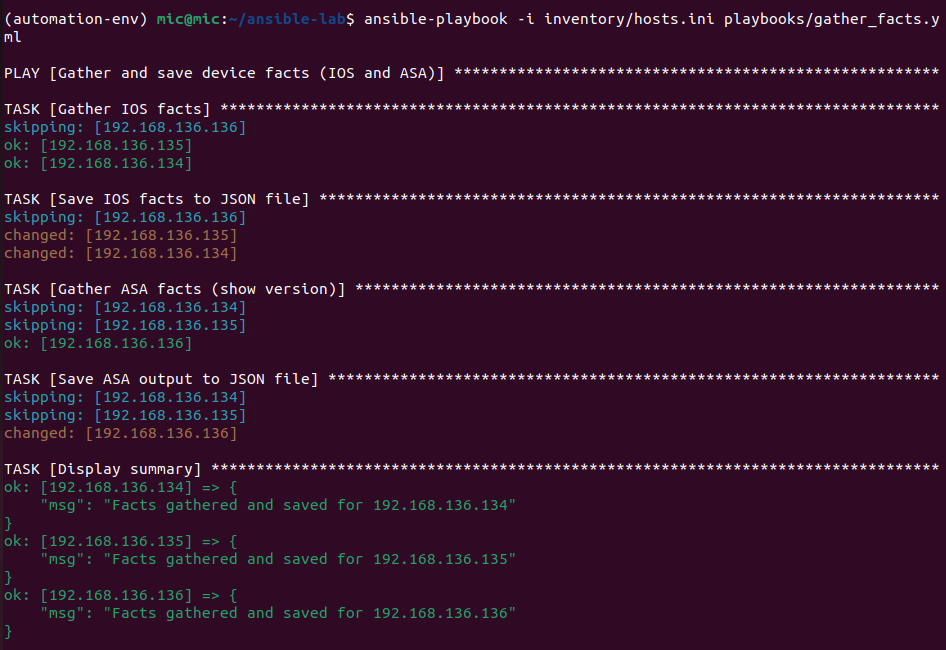 (automation-env) mic@mic:~/ansible-lab$ ansible-playbook -i inventory/hosts.ini playbooks/gather_facts.y
ml
PLAY [Gather and save device facts (IOS and ASA)] ******************************************************
TASK [Gather IOS facts] ********************************************************************************
skipping: [192.168.136.136]
ok: [192.168.136.135]
ok: [192.168.136.134]
TASK [Save IOS facts to JSON file] *********************************************************************
skipping: [192.168.136.136]
changed: [192.168.136.135]
changed: [192.168.136.134]
TASK [Gather ASA facts (show version)] *****************************************************************
skipping: [192.168.136.134]
skipping: [192.168.136.135]
ok: [192.168.136.136]
TASK [Save ASA output to JSON file] ********************************************************************
skipping: [192.168.136.134]
skipping: [192.168.136.135]
changed: [192.168.136.136]
TASK [Display summary] *********************************************************************************
ok: [192.168.136.134] => {
    "msg": "Facts gathered and saved for 192.168.136.134"
}
ok: [192.168.136.135] => {
    "msg": "Facts gathered and saved for 192.168.136.135"
}
ok: [192.168.136.136] => {
    "msg": "Facts gathered and saved for 192.168.136.136"
}